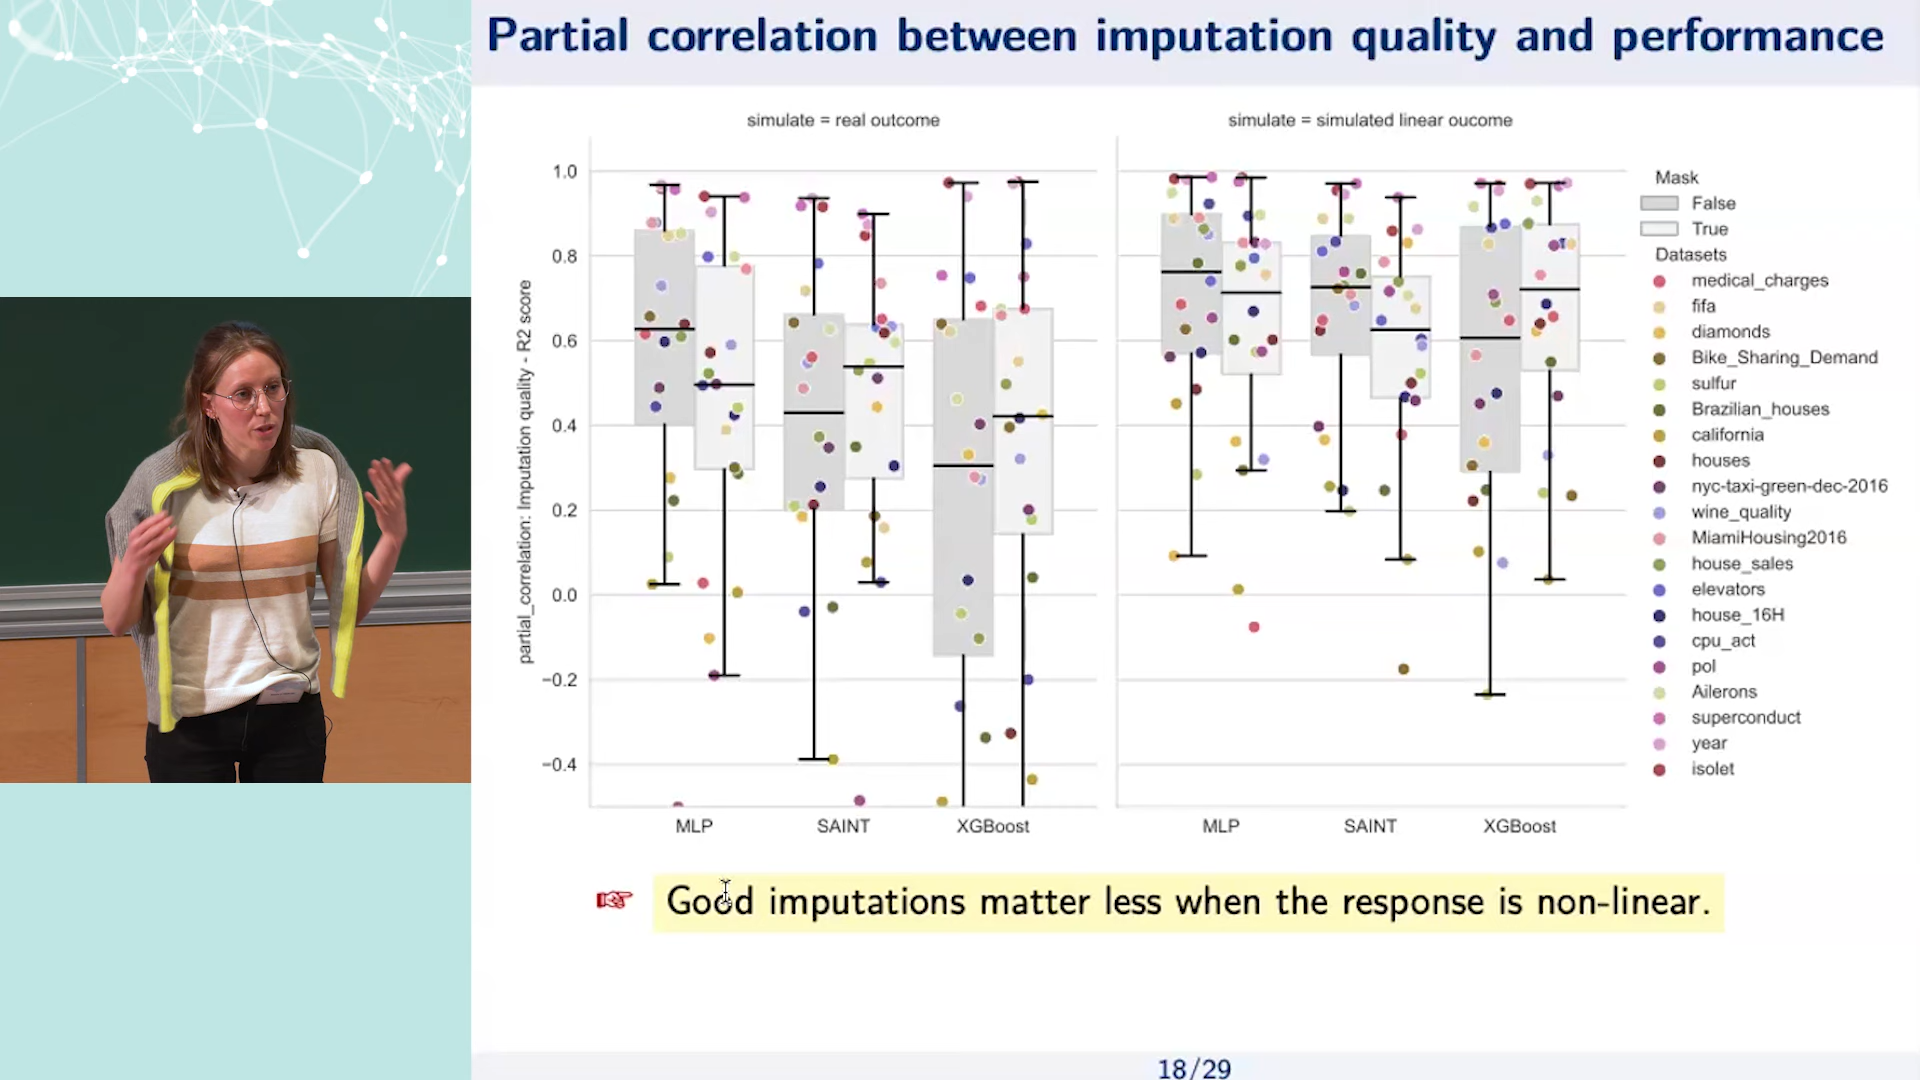 Partial correlation between imputation quality and performance
simulate = real outcome
simulate = simulated linear oucome
partial_correlation: Imputation quality - R2 score
1.0
0.8
0.6
0.4
0.2
0.0
−0.2
−0.4
MLP
SAINT
XGBoost
MLP
SAINT
XGBoost
Mask
False
True
Datasets
medical_charges
fifa
diamonds
Bike_Sharing_Demand
sulfur
Brazilian_houses
california
houses
nyc-taxi-green-dec-2016
wine_quality
MiamiHousing2016
house_sales
elevators
house_16H
cpu_act
pol
Ailerons
superconduct
year
isolet
Good imputations matter less when the response is non-linear.
18/29